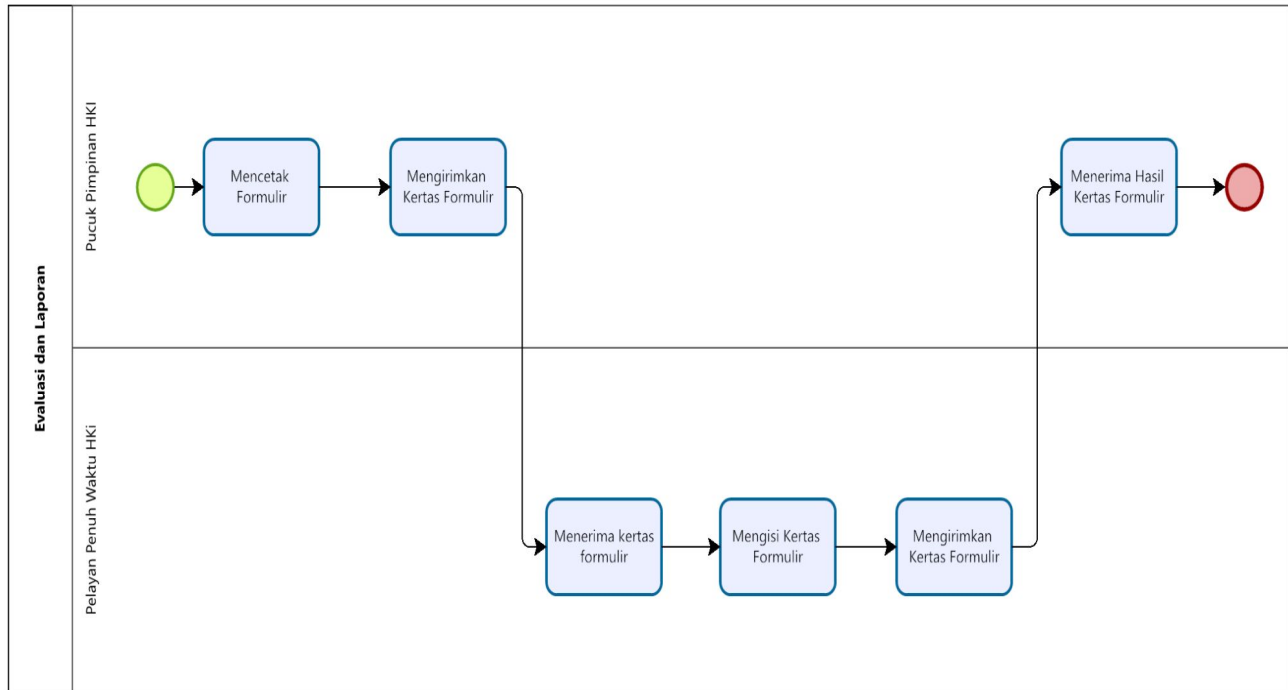 Evaluasi dan Laporan
Pucuk Pimpinan HKI
Mencetak
Formulir
Mengirimkan
Kertas Formulir
Menerima Hasil
Kertas Formulir
Pelayan Penuh Waktu HKi
Menerima kertas
formulir
Mengisi Kertas
Formulir
Mengirimkan
Kertas Formulir